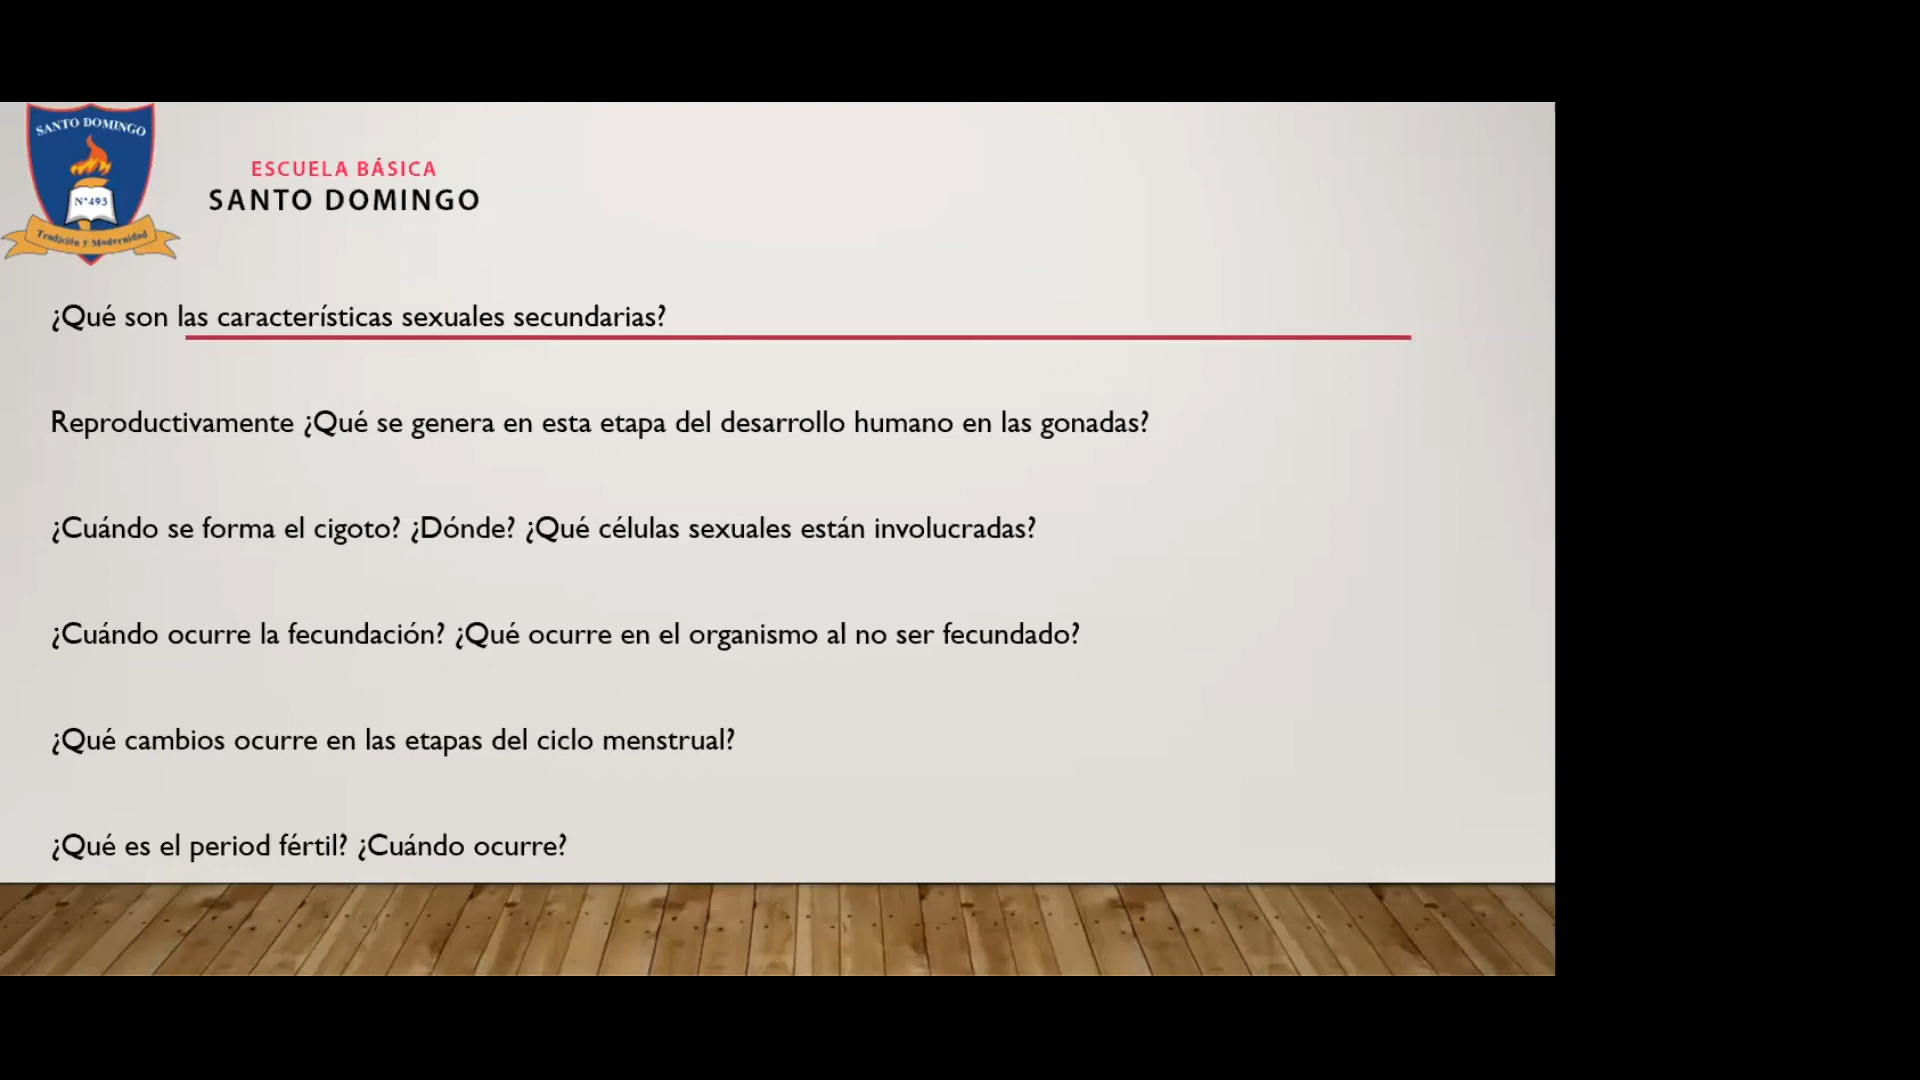 SANTO DOMINGO
N°493
Tradición y Modernidad
ESCUELA BÁSICA
SANTO DOMINGO
¿Qué son las características sexuales secundarias?
Reproductivamente ¿Qué se genera en esta etapa del desarrollo humano en las gonadas?
¿Cuándo se forma el cigoto? ¿Dónde? ¿Qué células sexuales están involucradas?
¿Cuándo ocurre la fecundación? ¿Qué ocurre en el organismo al no ser fecundado?
¿Qué cambios ocurre en las etapas del ciclo menstrual?
¿Qué es el period fértil? ¿Cuándo ocurre?